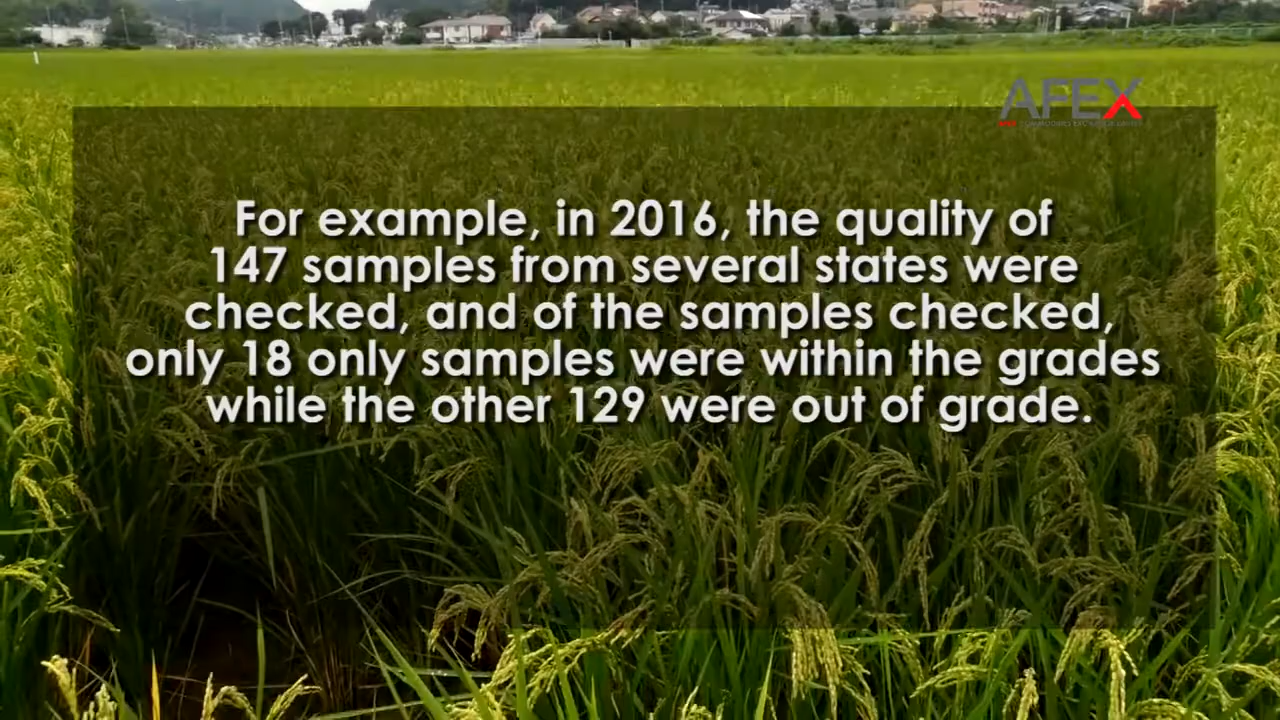 AFEX
For example, in 2016, the quality of
147 samples from several states were
checked, and of the samples checked,
only 18 only samples were within the grades
while the other 129 were out of grade.